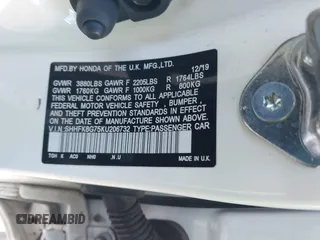 MFD.BY HONDA OF THE U.K. MFG.,LTD. 12/19
GVWR 3880LBS GAWR F 2205LBS R 1764LBS
GVWR 1760KG GAWR F 1000KG R 800KG
THIS VEHICLE CONFORMS TO ALL APPLICABLE
FEDERAL MOTOR VEHICLE SAFETY, BUMPER,
AND THEFT PREVENTION STANDARDS IN EFFECT
ON THE DATE OF MANUFACTURE SHOWN ABOVE.
V.I.N:SHHFK8G75KU206732 TYPE:PASSENGER CAR
MADE IN U.K.
DREAMBID